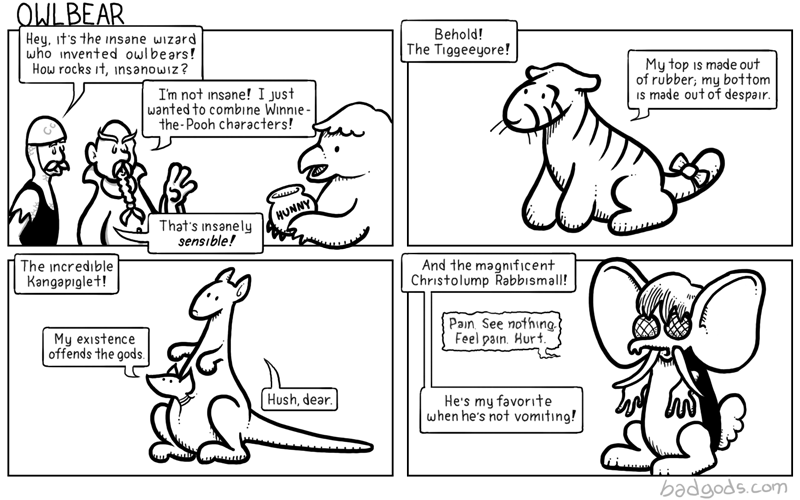 OWLBEAR
Hey, it's the insane wizard
who invented owlbears!
How rocks it, insanowiz?
I'm not insane! I just
wanted to combine Winnie-
the-Pooh characters!
HUNNY
That's insanely
sensible!
Behold!
The Tiggeeyore!
My top is made out
of rubber; my bottom
is made out of despair.
The incredible
Kangapiglet!
My existence
offends the gods.
Hush, dear.
And the magnificent
Christolump Rabbismall!
Pain. See nothing.
Feel pain. Hurt.
He's my favorite
when he's not vomiting!
badgods.com